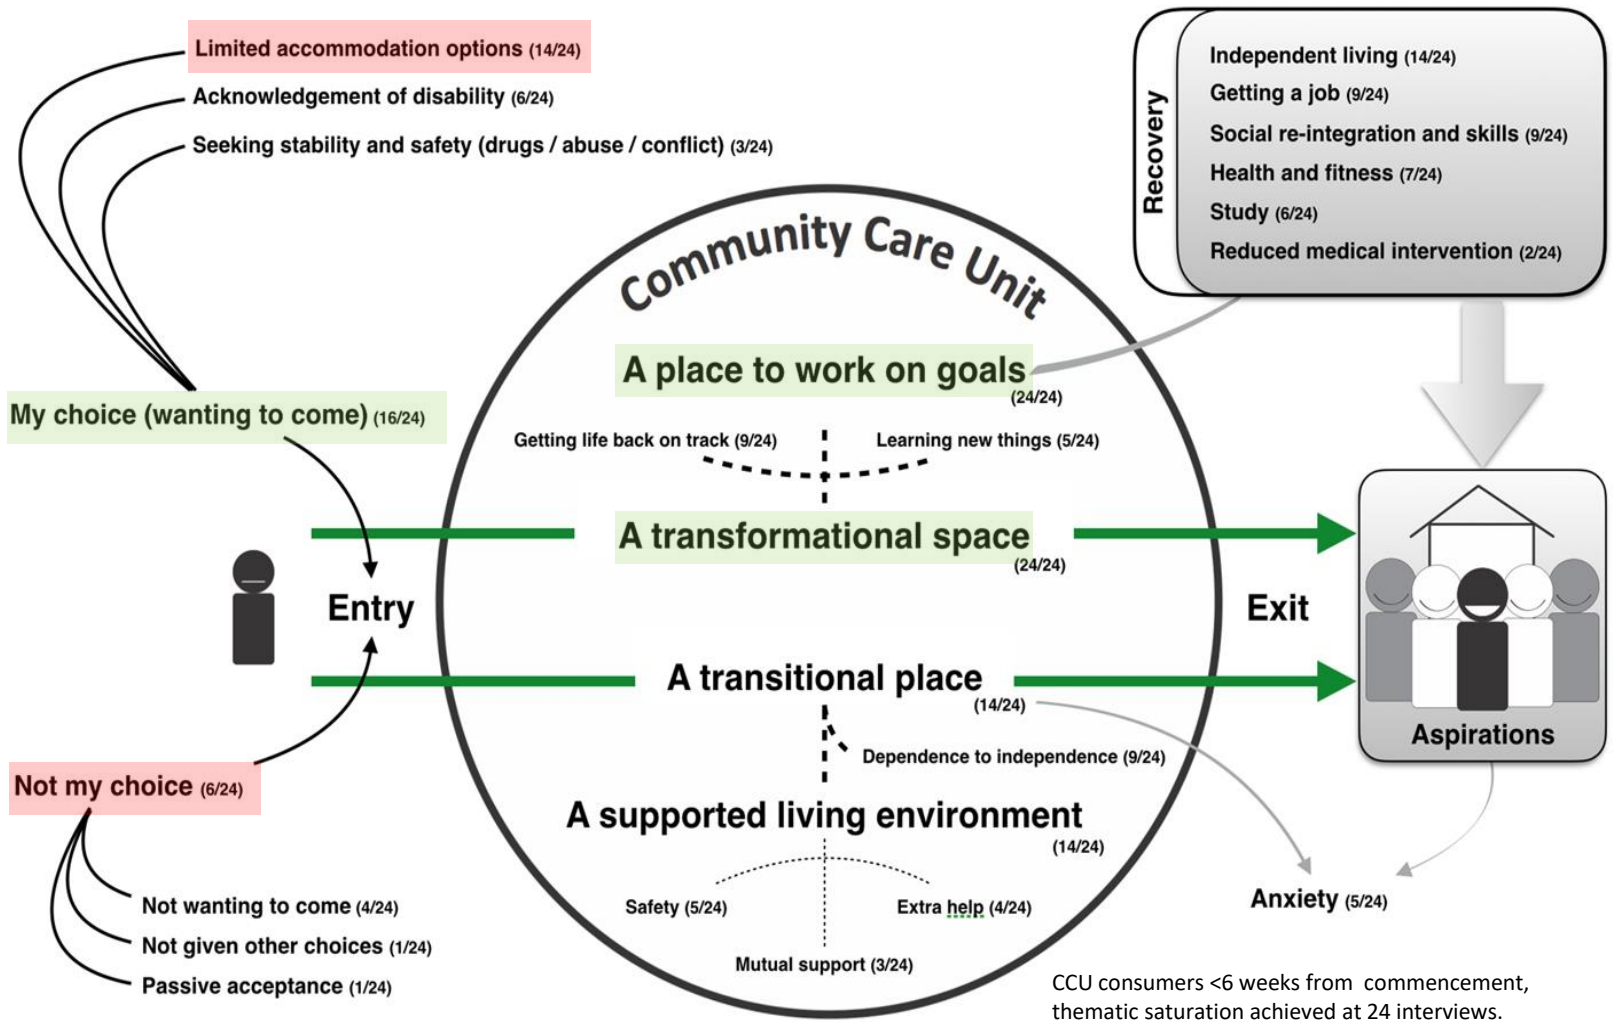 Limited accommodation options (14/24)
Acknowledgement of disability (6/24)
Seeking stability and safety (drugs / abuse / conflict) (3/24)
My choice (wanting to come) (16/24)
Entry
Not my choice (6/24)
Not wanting to come (4/24)
Not given other choices (1/24)
Passive acceptance (1/24)
Community Care Unit
A place to work on goals
(24/24)
Getting life back on track (9/24)
Learning new things (5/24)
A transformational space
(24/24)
A transitional place
(14/24)
Dependence to independence (9/24)
A supported living environment
(14/24)
Safety (5/24)
Extra help (4/24)
Mutual support (3/24)
Recovery
Independent living (14/24)
Getting a job (9/24)
Social re-integration and skills (9/24)
Health and fitness (7/24)
Study (6/24)
Reduced medical intervention (2/24)
Exit
Aspirations
Anxiety (5/24)
CCU consumers <6 weeks from commencement,
thematic saturation achieved at 24 interviews.